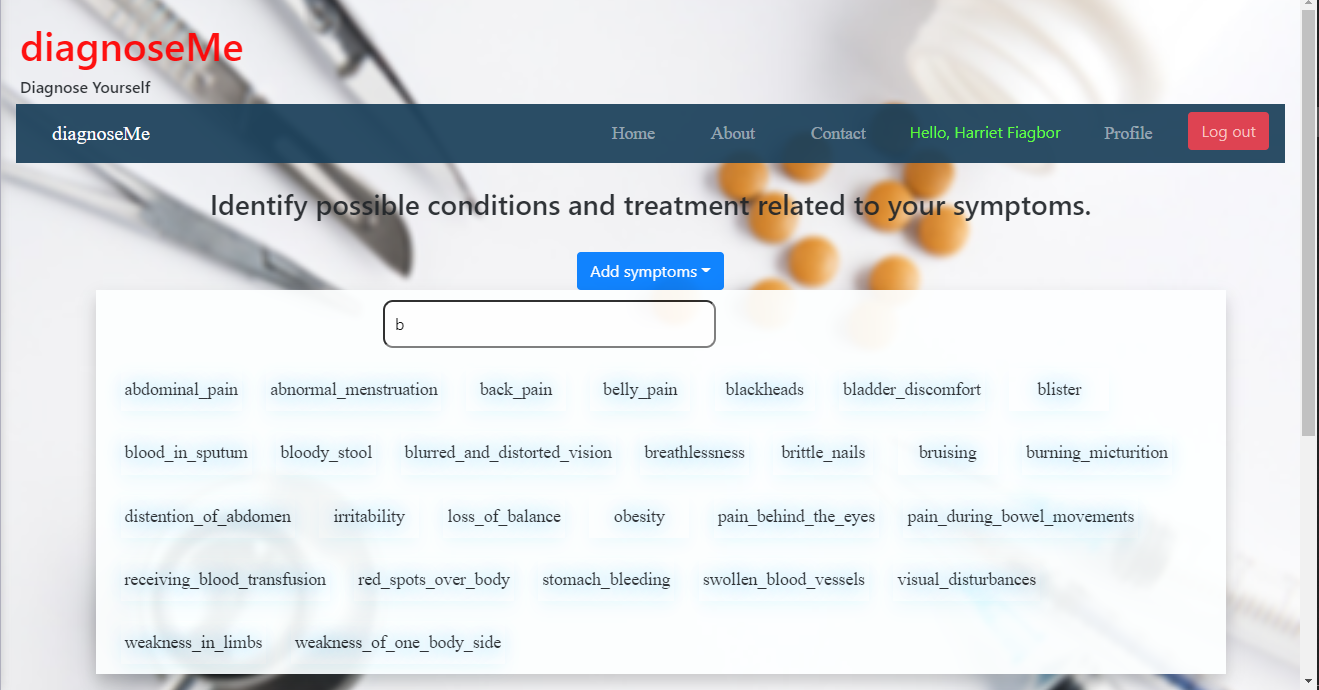 diagnoseMe
Diagnose Yourself
diagnoseMe Home About Contact Hello, Harriet Fiagbor Profile Log out
Identify possible conditions and treatment related to your symptoms.
Add symptoms
b
abdominal_pain abnormal_menstruation back_pain belly_pain blackheads bladder_discomfort blister
blood_in_sputum bloody_stool blurred_and_distorted_vision breathlessness brittle_nails bruising burning_micturition
distention_of_abdomen irritability loss_of_balance obesity pain_behind_the_eyes pain_during_bowel_movements
receiving_blood_transfusion red_spots_over_body stomach_bleeding swollen_blood_vessels visual_disturbances
weakness_in_limbs weakness_of_one_body_side